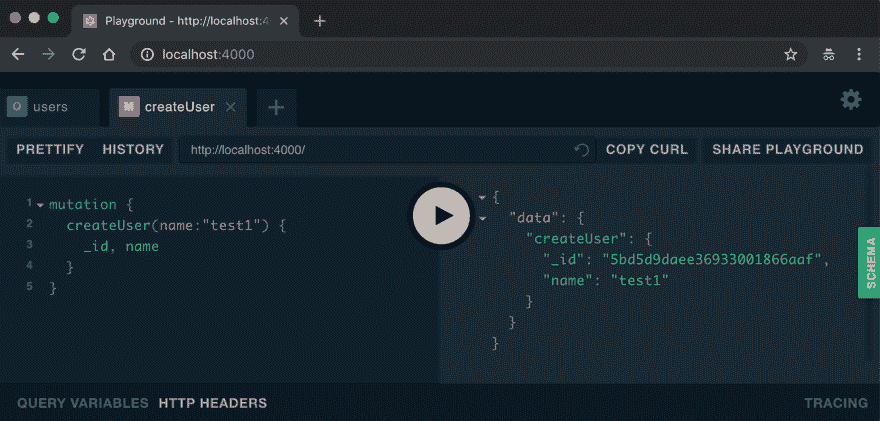 Playground - http://localhost:4
localhost:4000
users
M createUser
PRETTIFY HISTORY http://localhost:4000/ COPY CURL SHARE PLAYGROUND
1 mutation {
2 createUser(name:"test1") {
3 _id, name
4 }
5 }
{
"data": {
"createUser": {
"_id": "5bd5d9daee36933001866aaf",
"name": "test1"
}
}
}
SCHEMA
QUERY VARIABLES HTTP HEADERS TRACING